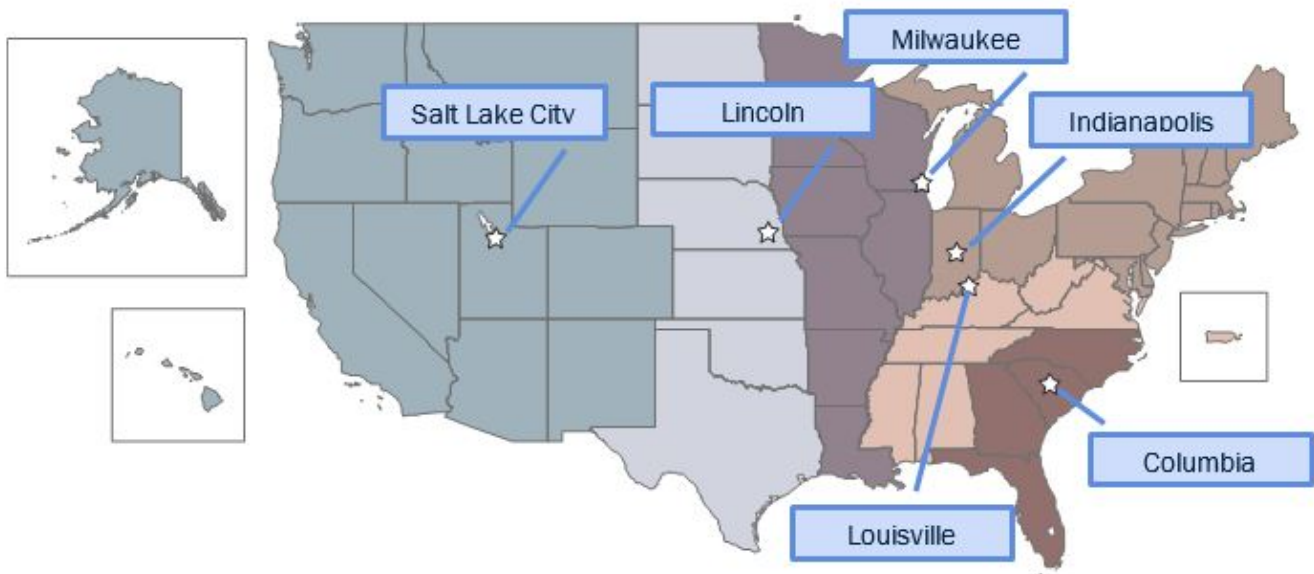 Milwaukee
Salt Lake City
Lincoln
Indianapolis
Columbia
Louisville